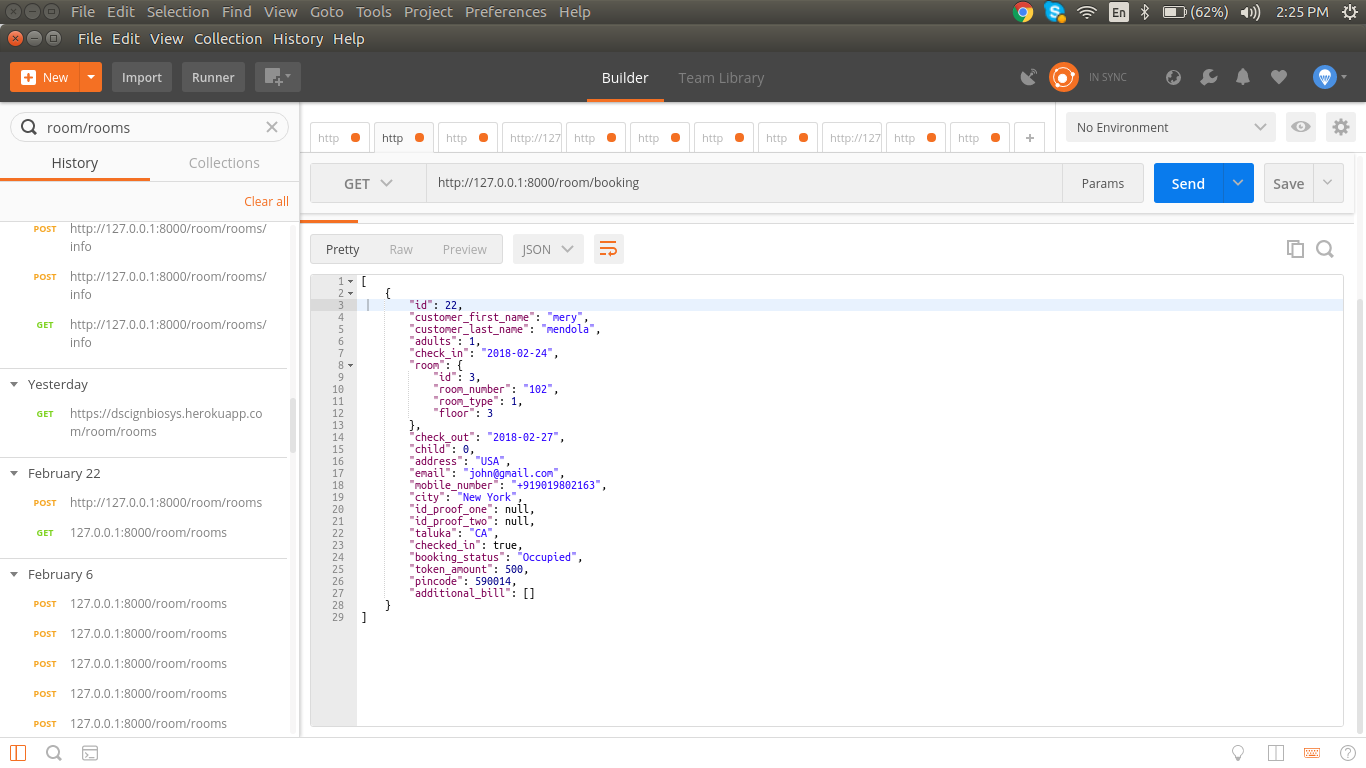 File Edit Selection Find View Goto Tools Project Preferences Help
En (62%) 2:25 PM
File Edit View Collection History Help
New Import Runner Builder Team Library IN SYNC
room/rooms
History Collections
Clear all
POST http://127.0.0.1:8000/room/rooms/
info
POST http://127.0.0.1:8000/room/rooms/
info
GET http://127.0.0.1:8000/room/rooms/
info
Yesterday
GET https://dscignbiosys.herokuapp.co
m/room/rooms
February 22
POST http://127.0.0.1:8000/room/rooms
GET 127.0.0.1:8000/room/rooms
February 6
POST 127.0.0.1:8000/room/rooms
POST 127.0.0.1:8000/room/rooms
POST 127.0.0.1:8000/room/rooms
POST 127.0.0.1:8000/room/rooms
POST 127.0.0.1:8000/room/rooms
http http http http://127 http http http http http://127 http http +
No Environment
GET http://127.0.0.1:8000/room/booking Params Send Save
Pretty Raw Preview JSON
1 [
2 {
3 "id": 22,
4 "customer_first_name": "mery",
5 "customer_last_name": "mendola",
6 "adults": 1,
7 "check_in": "2018-02-24",
8 "room": {
9 "id": 3,
10 "room_number": "102",
11 "room_type": 1,
12 "floor": 3
13 },
14 "check_out": "2018-02-27",
15 "child": 0,
16 "address": "USA",
17 "email": "john@gmail.com",
18 "mobile_number": "+919019802163",
19 "city": "New York",
20 "id_proof_one": null,
21 "id_proof_two": null,
22 "taluka": "CA",
23 "checked_in": true,
24 "booking_status": "Occupied",
25 "token_amount": 500,
26 "pincode": 590014,
27 "additional_bill": []
28 }
29 ]